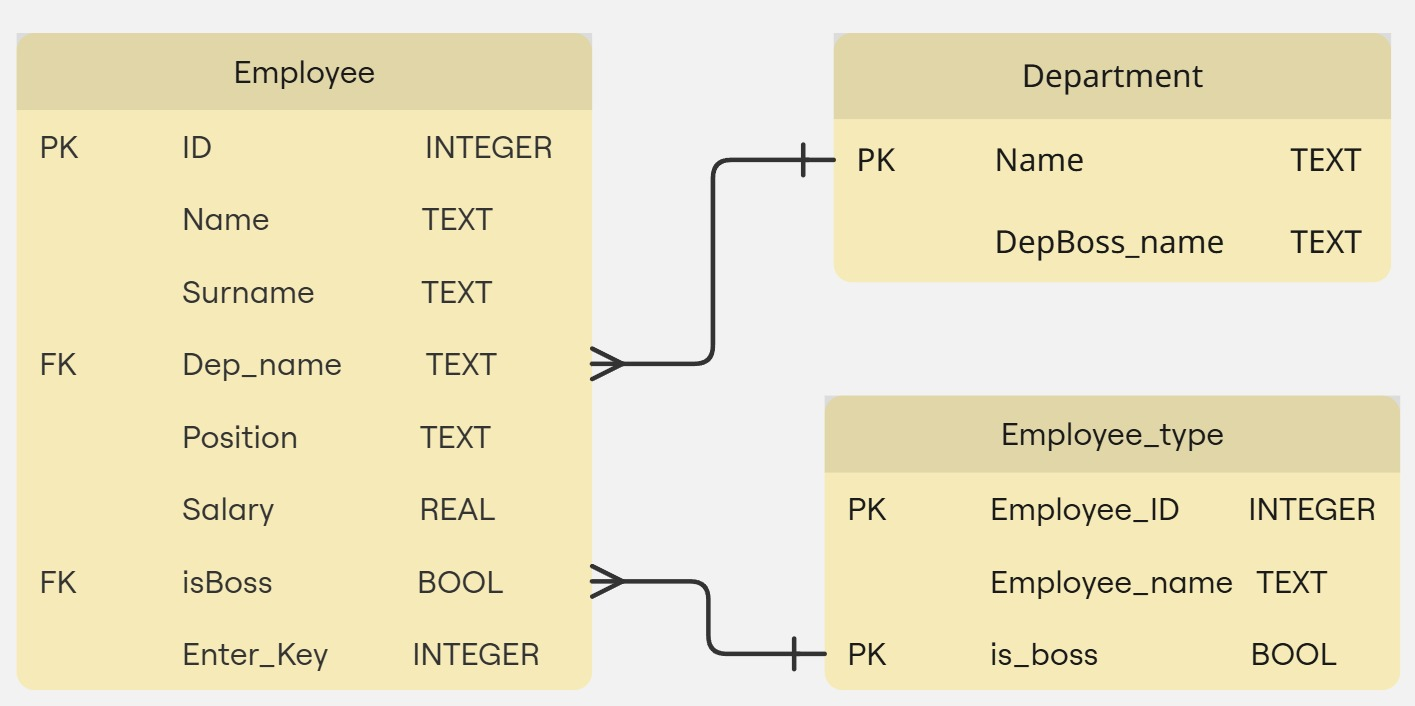 Employee
PK ID INTEGER
Name TEXT
Surname TEXT
FK Dep_name TEXT
Position TEXT
Salary REAL
FK isBoss BOOL
Enter_Key INTEGER
Department
PK Name TEXT
DepBoss_name TEXT
Employee_type
PK Employee_ID INTEGER
Employee_name TEXT
PK is_boss BOOL